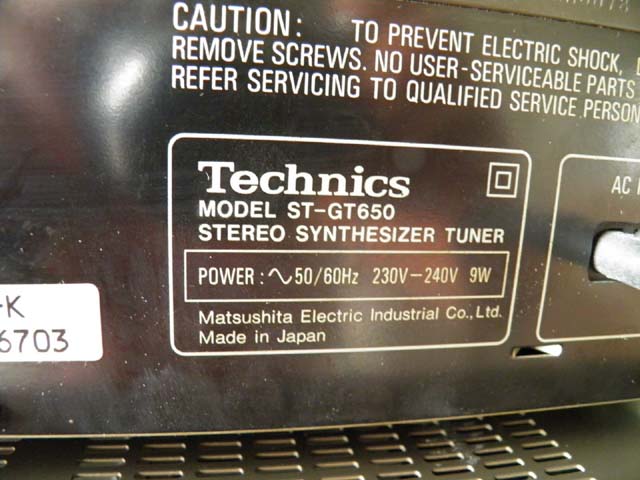 CAUTION: TO PREVENT ELECTRIC SHOCK,
REMOVE SCREWS. NO USER-SERVICEABLE PARTS
REFER SERVICING TO QUALIFIED SERVICE PERSON
Technics
MODEL ST-GT650
STEREO SYNTHESIZER TUNER
POWER: ∿50/60Hz 230V-240V 9W
Matsushita Electric Industrial Co., Ltd.
Made in Japan
AC
-K
6703